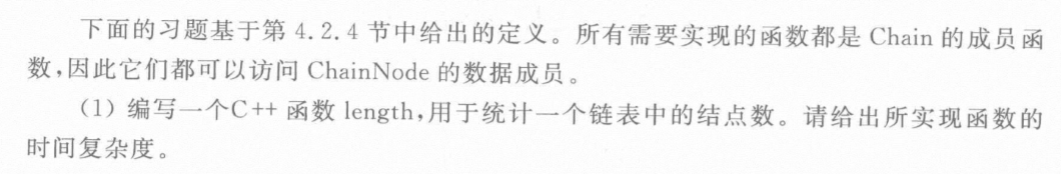 下面的习题基于第 4.2.4 节中给出的定义。所有需要实现的函数都是 Chain 的成员函
数,因此它们都可以访问 ChainNode 的数据成员。
(1) 编写一个C++ 函数 length,用于统计一个链表中的结点数。请给出所实现函数的
时间复杂度。